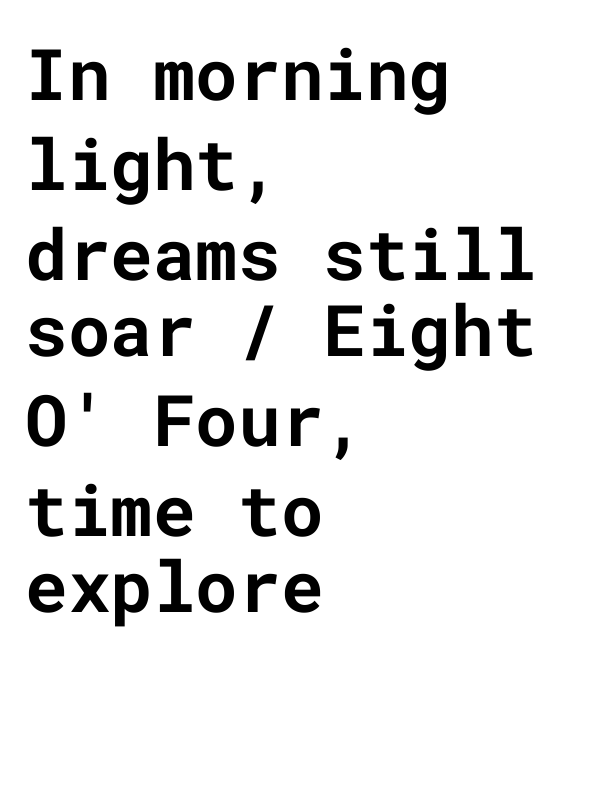 In morning
light,
dreams still
soar / Eight
O' Four,
time to
explore